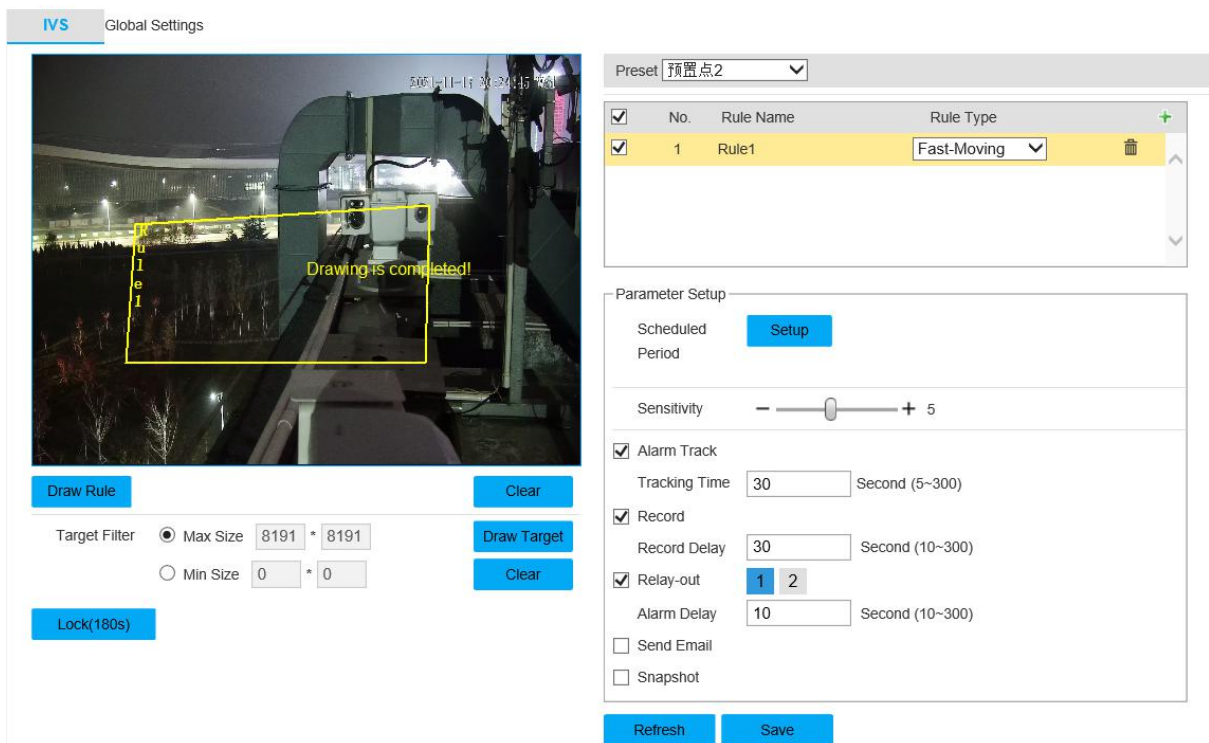 IVS Global Settings
Preset 预置点2
No. Rule Name Rule Type +
1 Rule1 Fast-Moving
Rule1
Drawing is completed!
Parameter Setup
Scheduled Period Setup
Sensitivity − + 5
Alarm Track
Tracking Time 30 Second (5~300)
Record
Record Delay 30 Second (10~300)
Relay-out 1 2
Alarm Delay 10 Second (10~300)
Send Email
Snapshot
Refresh Save
Draw Rule Clear
Target Filter Max Size 8191 * 8191 Draw Target
Min Size 0 * 0 Clear
Lock(180s)